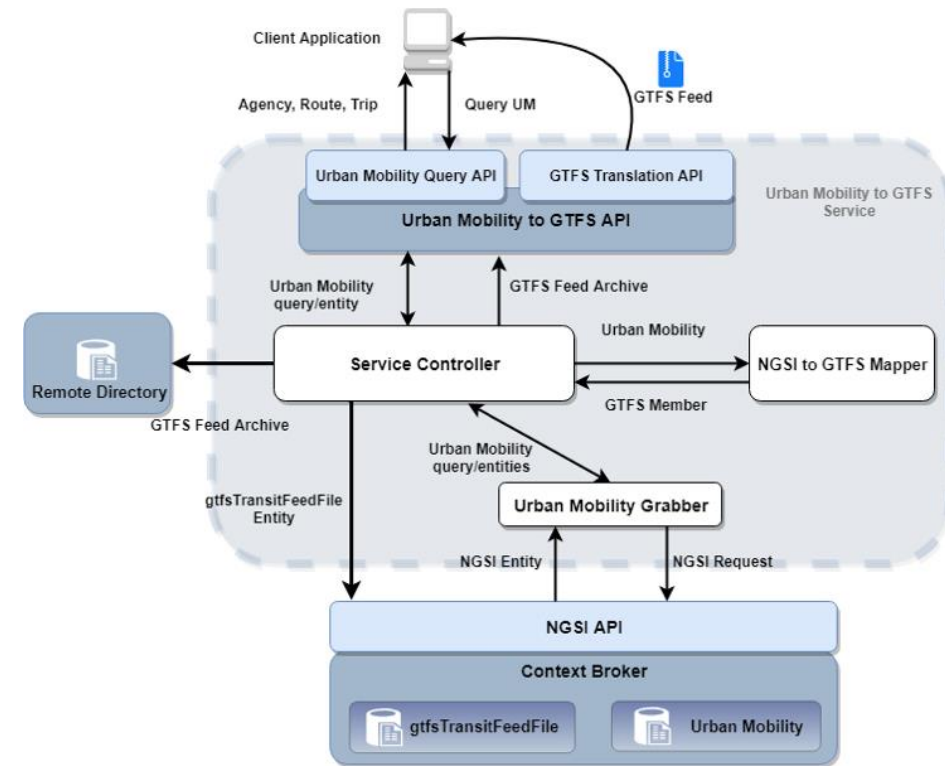 Client Application
GTFS Feed
Agency, Route, Trip
Query UM
Urban Mobility Query API
GTFS Translation API
Urban Mobility to GTFS
Service
Urban Mobility to GTFS API
Urban Mobility
query/entity
GTFS Feed Archive
Urban Mobility
Service Controller
NGSI to GTFS Mapper
Remote Directory
GTFS Member
GTFS Feed Archive
Urban Mobility
query/entities
gtfsTransitFeedFile
Entity
Urban Mobility Grabber
NGSI Entity
NGSI Request
NGSI API
Context Broker
gtfsTransitFeedFile
Urban Mobility